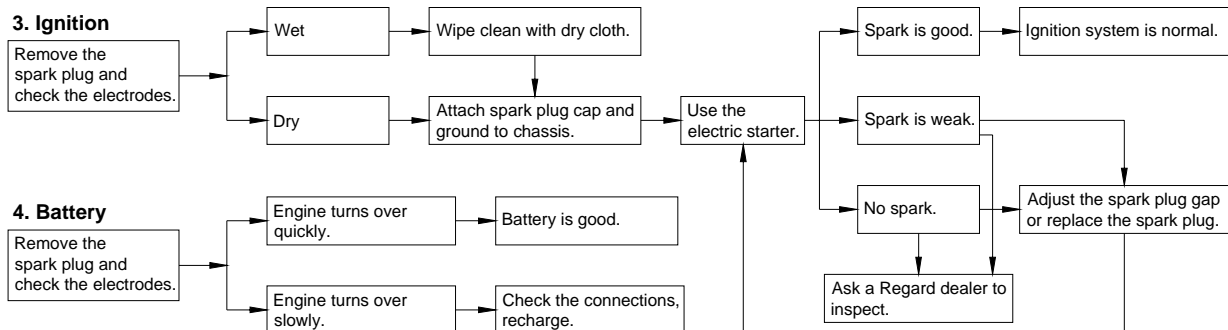 3. Ignition
Remove the
spark plug and
check the electrodes.
Wet
Wipe clean with dry cloth.
Dry
Attach spark plug cap and
ground to chassis.
Use the
electric starter.
Spark is good.
Ignition system is normal.
Spark is weak.
No spark.
Adjust the spark plug gap
or replace the spark plug.
Ask a Regard dealer to
inspect.
4. Battery
Remove the
spark plug and
check the electrodes.
Engine turns over
quickly.
Battery is good.
Engine turns over
slowly.
Check the connections,
recharge.